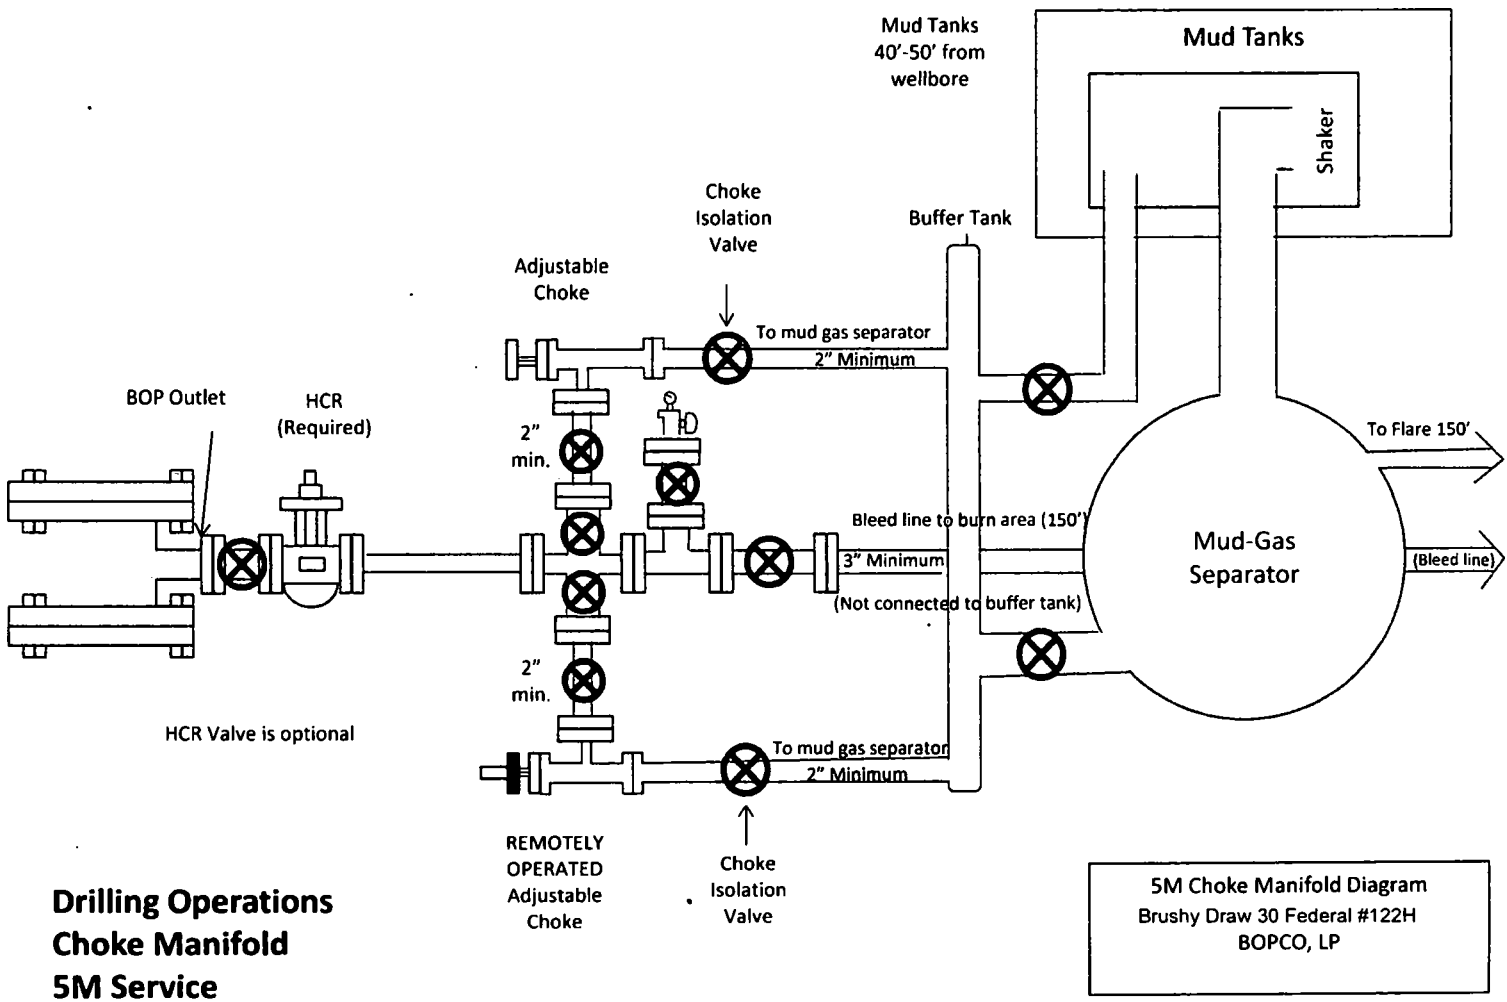 Mud Tanks
40'-50' from
wellbore
Mud Tanks
Shaker
Choke
Isolation
Valve
Buffer Tank
Adjustable
Choke
To mud gas separator
2" Minimum
BOP Outlet
HCR
(Required)
2"
min.
To Flare 150'
Bleed line to burn area (150')
3" Minimum
(Not connected to buffer tank)
Mud-Gas
Separator
(Bleed line)
2"
min.
HCR Valve is optional
To mud gas separator
2" Minimum
REMOTELY
OPERATED
Adjustable
Choke
Choke
Isolation
Valve
Drilling Operations
Choke Manifold
5M Service
5M Choke Manifold Diagram
Brushy Draw 30 Federal #122H
BOPCO, LP